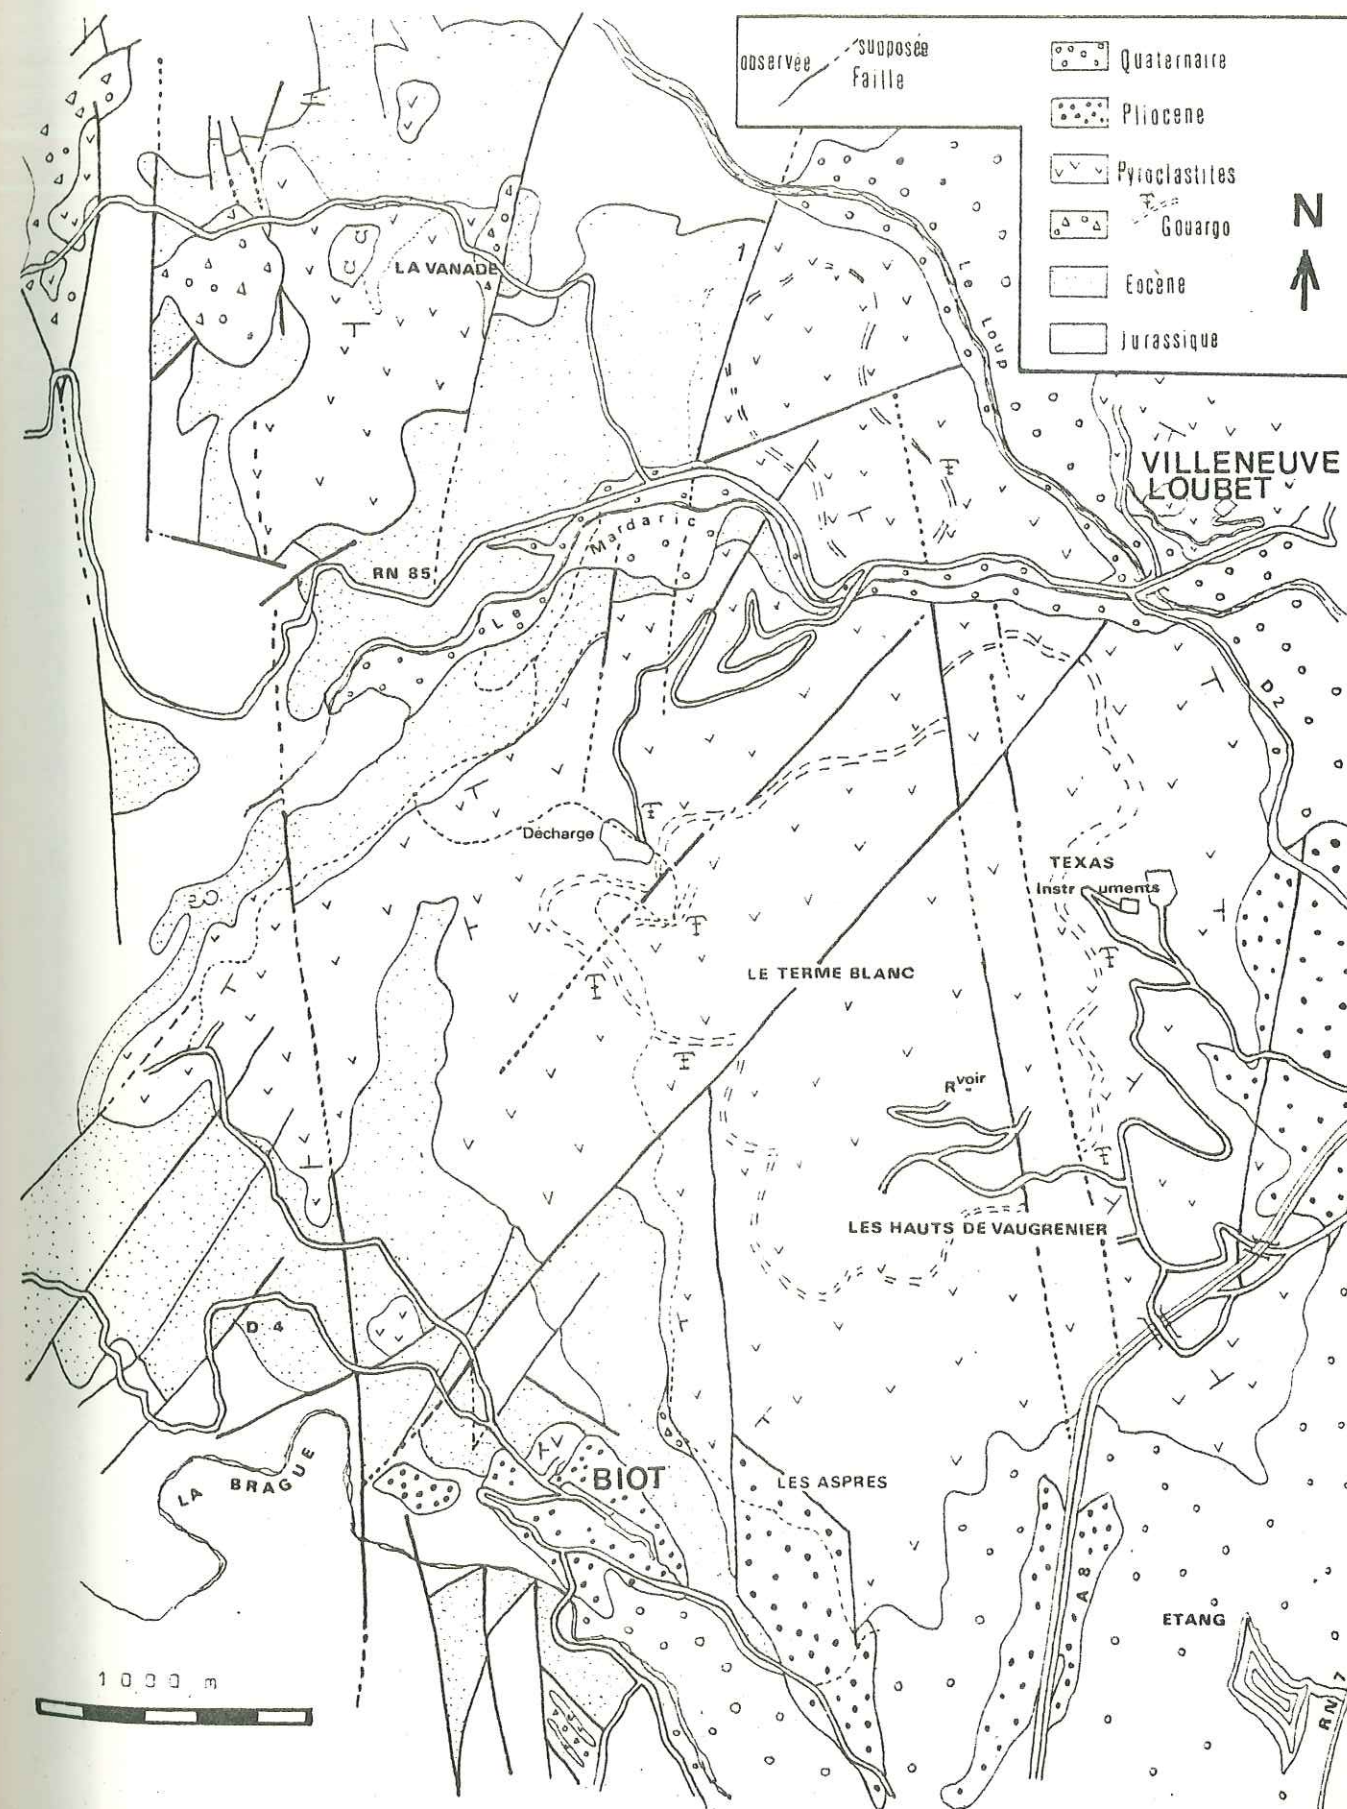 observée
supposée
Faille
Quaternaire
Pliocene
Pyroclastites
Gouargo
Eocène
Jurassique
N
1
LA VANADE
Le Loup
VILLENEUVE
LOUBET
RN 85
Le Mardaric
D 2
Décharge
TEXAS
Instruments
LE TERME BLANC
Rvoir
LES HAUTS DE VAUGRENIER
D 4
LA BRAGUE
BIOT
LES ASPRES
A 8
ETANG
RN 7
1000 m